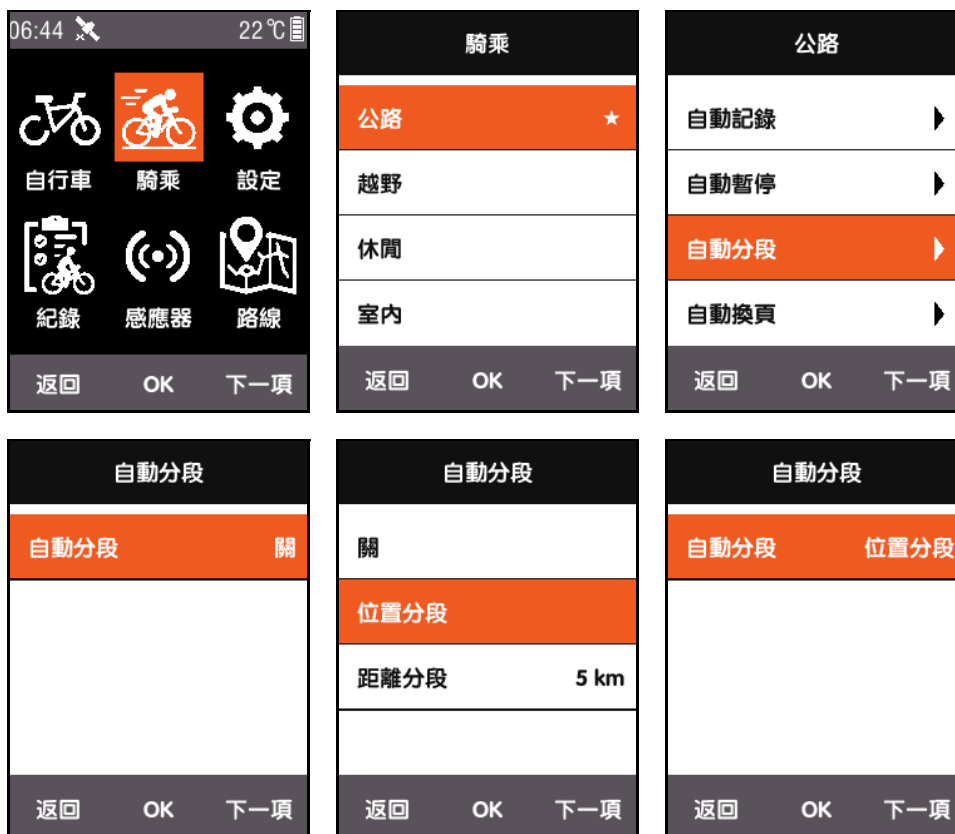 06:44 22℃
自行車 騎乘 設定
紀錄 感應器 路線
返回 OK 下一項
騎乘
公路 ★
越野
休閒
室內
返回 OK 下一項
公路
自動記錄
自動暫停
自動分段
自動換頁
返回 OK 下一項
自動分段
自動分段 關
返回 OK 下一項
自動分段
關
位置分段
距離分段 5 km
返回 OK 下一項
自動分段
自動分段 位置分段
返回 OK 下一項